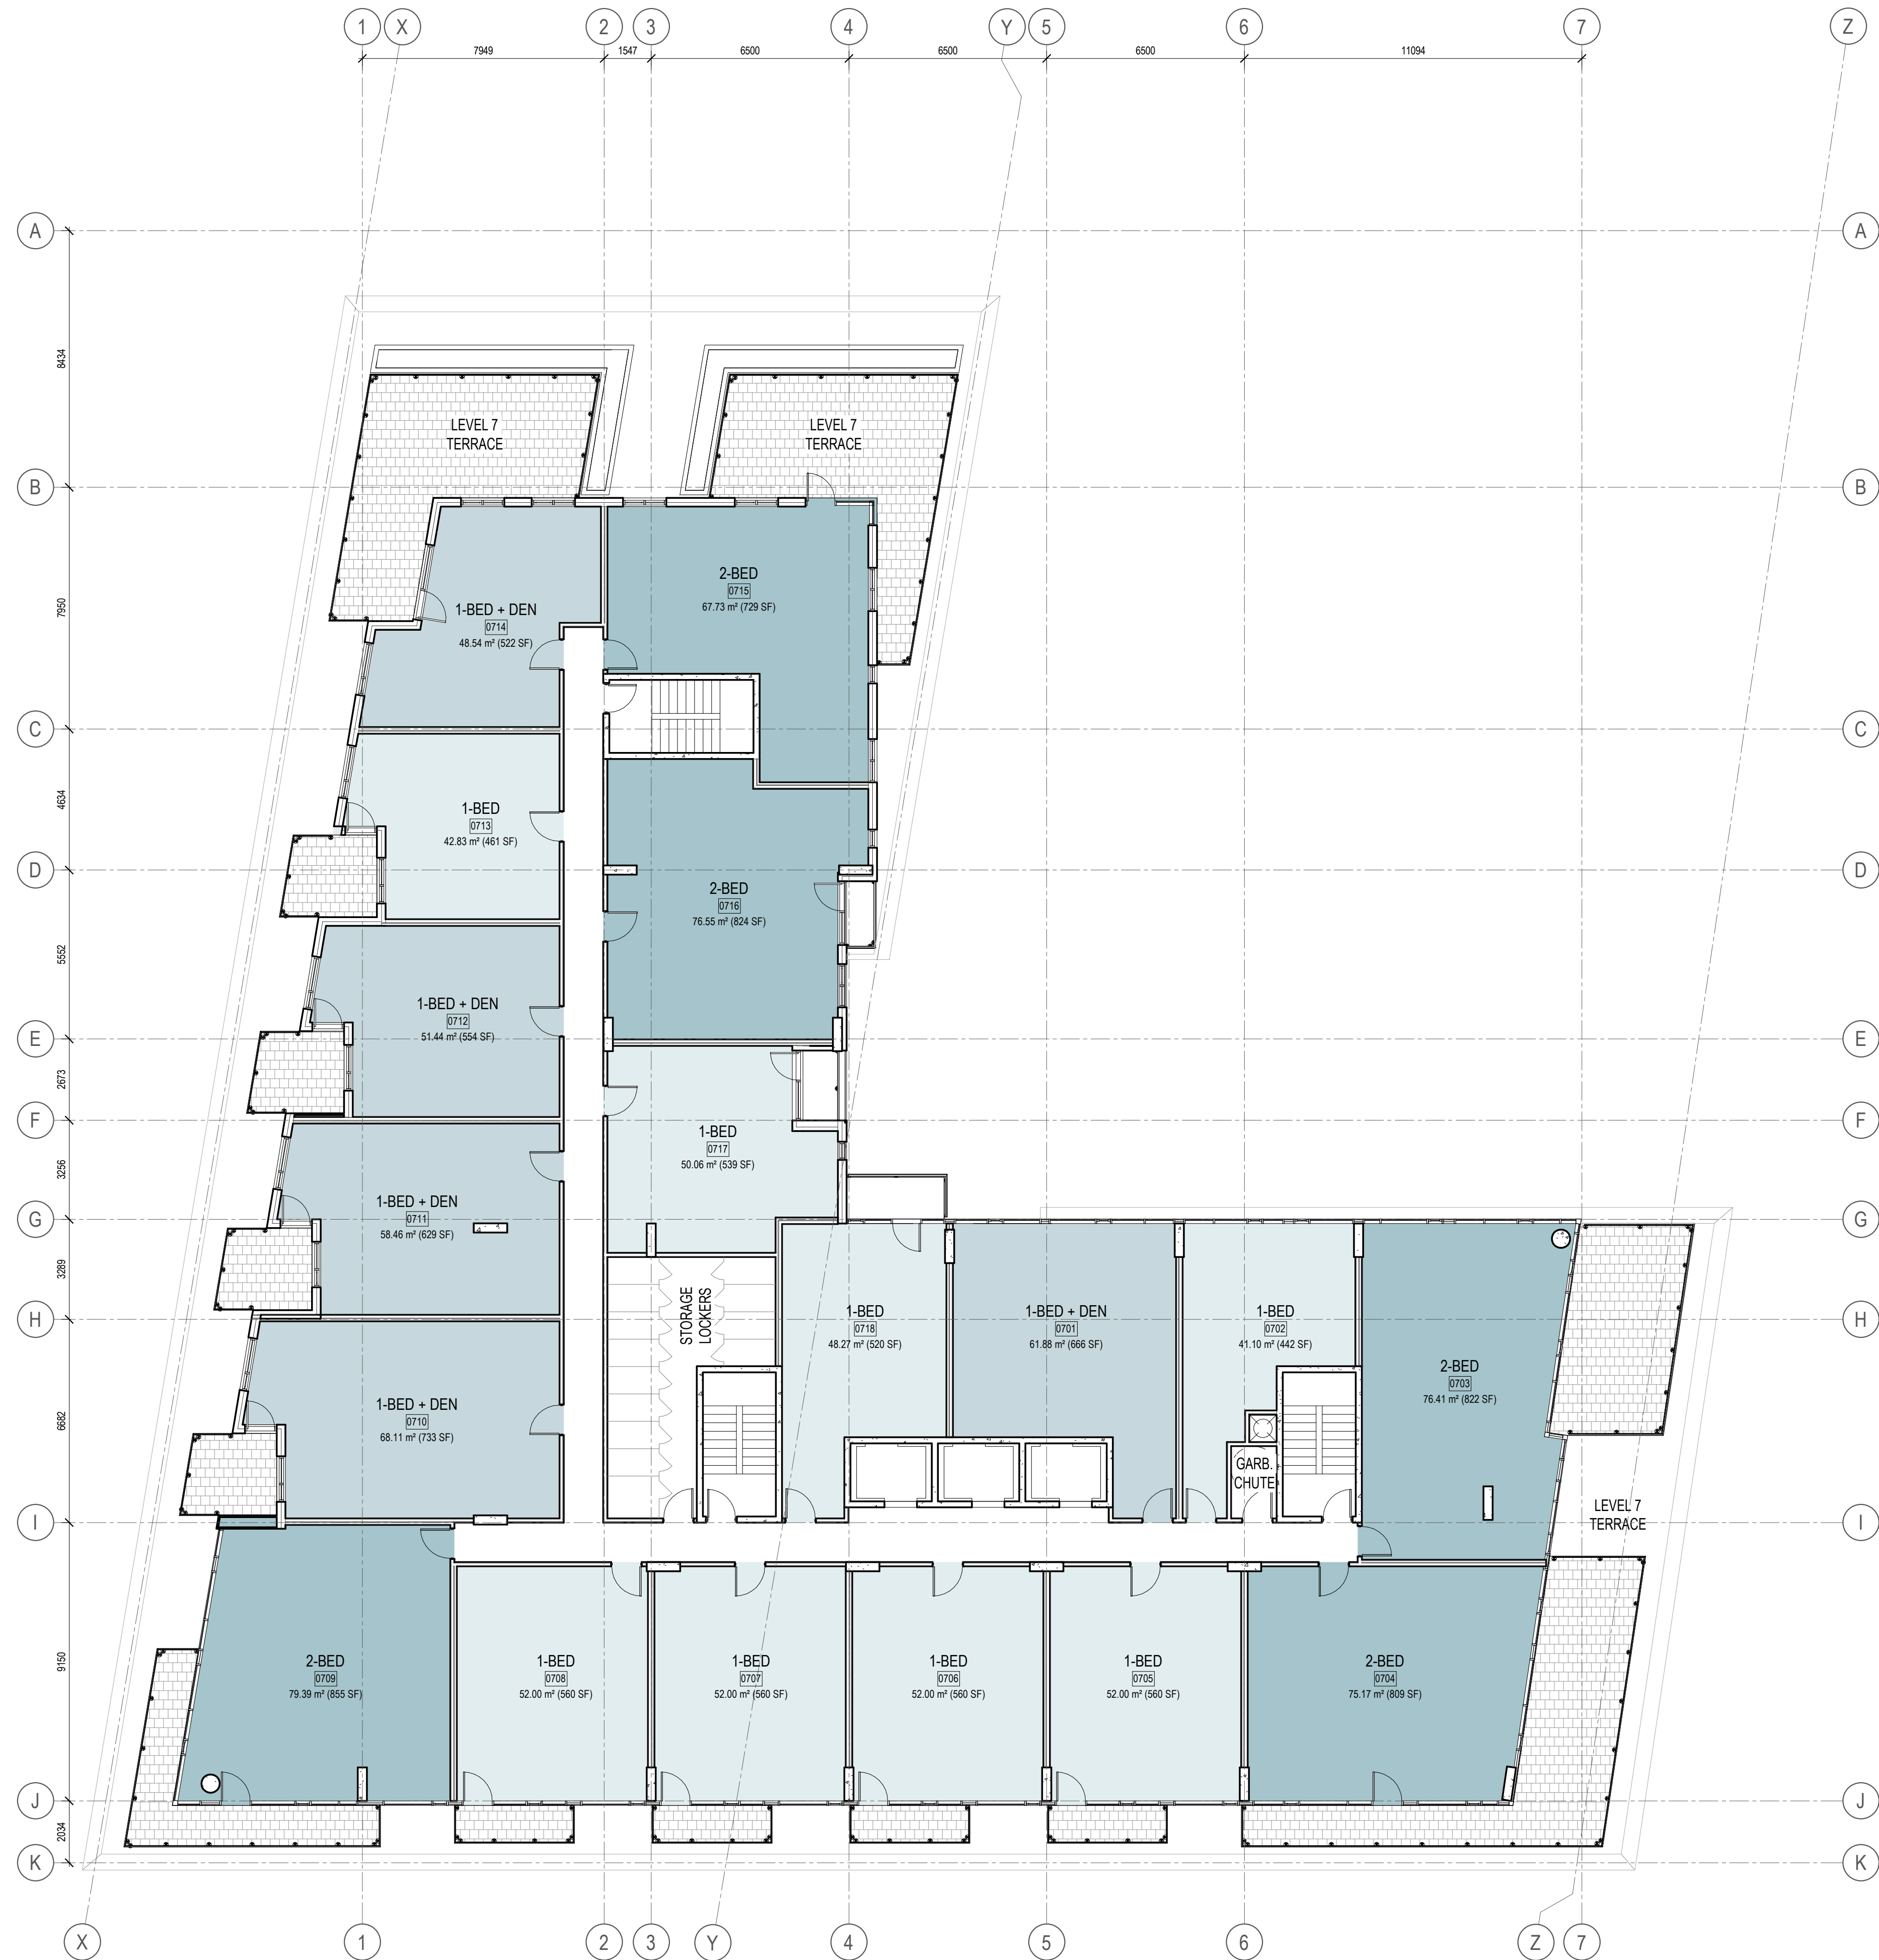 1
X
2
3
4
Y
5
6
7
Z
7949
1547
6500
6500
6500
11094
A
A
8434
LEVEL 7
TERRACE
LEVEL 7
TERRACE
B
B
7950
2-BED
0715
67.73 m² (729 SF)
1-BED + DEN
0714
48.54 m² (522 SF)
C
C
4634
1-BED
0713
42.83 m² (461 SF)
D
D
2-BED
0716
76.55 m² (824 SF)
5552
1-BED + DEN
0712
51.44 m² (554 SF)
E
E
2673
F
F
1-BED
0717
50.06 m² (539 SF)
3256
1-BED + DEN
0711
58.46 m² (629 SF)
G
G
3289
STORAGE
LOCKERS
1-BED
0718
48.27 m² (520 SF)
1-BED + DEN
0701
61.88 m² (666 SF)
1-BED
0702
41.10 m² (442 SF)
H
H
2-BED
0703
76.41 m² (822 SF)
6682
1-BED + DEN
0710
68.11 m² (733 SF)
GARB.
CHUTE
LEVEL 7
TERRACE
I
I
9150
2-BED
0709
79.39 m² (855 SF)
1-BED
0708
52.00 m² (560 SF)
1-BED
0707
52.00 m² (560 SF)
1-BED
0706
52.00 m² (560 SF)
1-BED
0705
52.00 m² (560 SF)
2-BED
0704
75.17 m² (809 SF)
J
J
2034
K
K
X
1
2
3
Y
4
5
6
Z
7